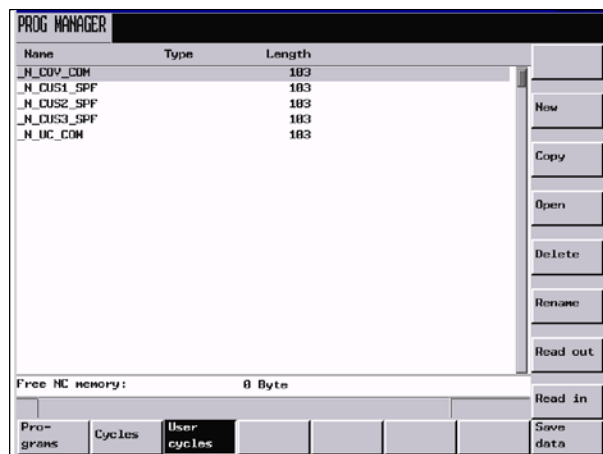 PROG MANAGER
Name Type Length
_N_COV_COM 183
_N_CUS1_SPF 183
_N_CUS2_SPF 183
_N_CUS3_SPF 183
_N_UC_COM 183
New
Copy
Open
Delete
Rename
Read out
Free NC memory: 0 Byte
Read in
Pro-
grams
Cycles
User
cycles
Save
data